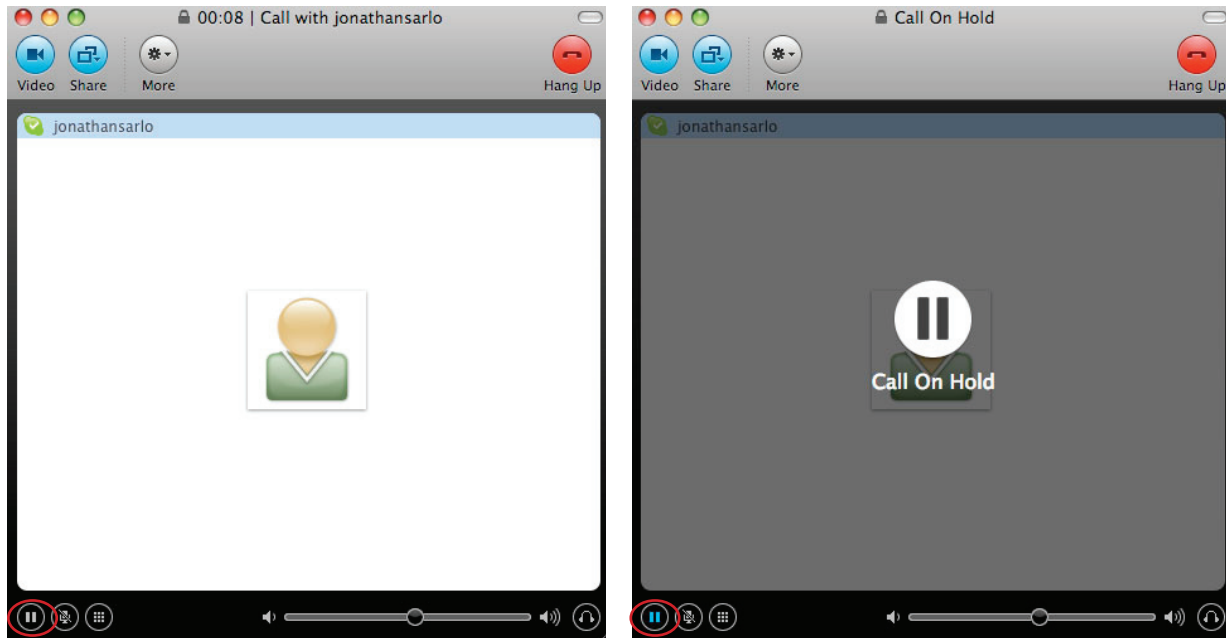 00:08 | Call with jonathansarlo
Video Share More Hang Up
jonathansarlo
Call On Hold
Video Share More Hang Up
jonathansarlo
Call On Hold